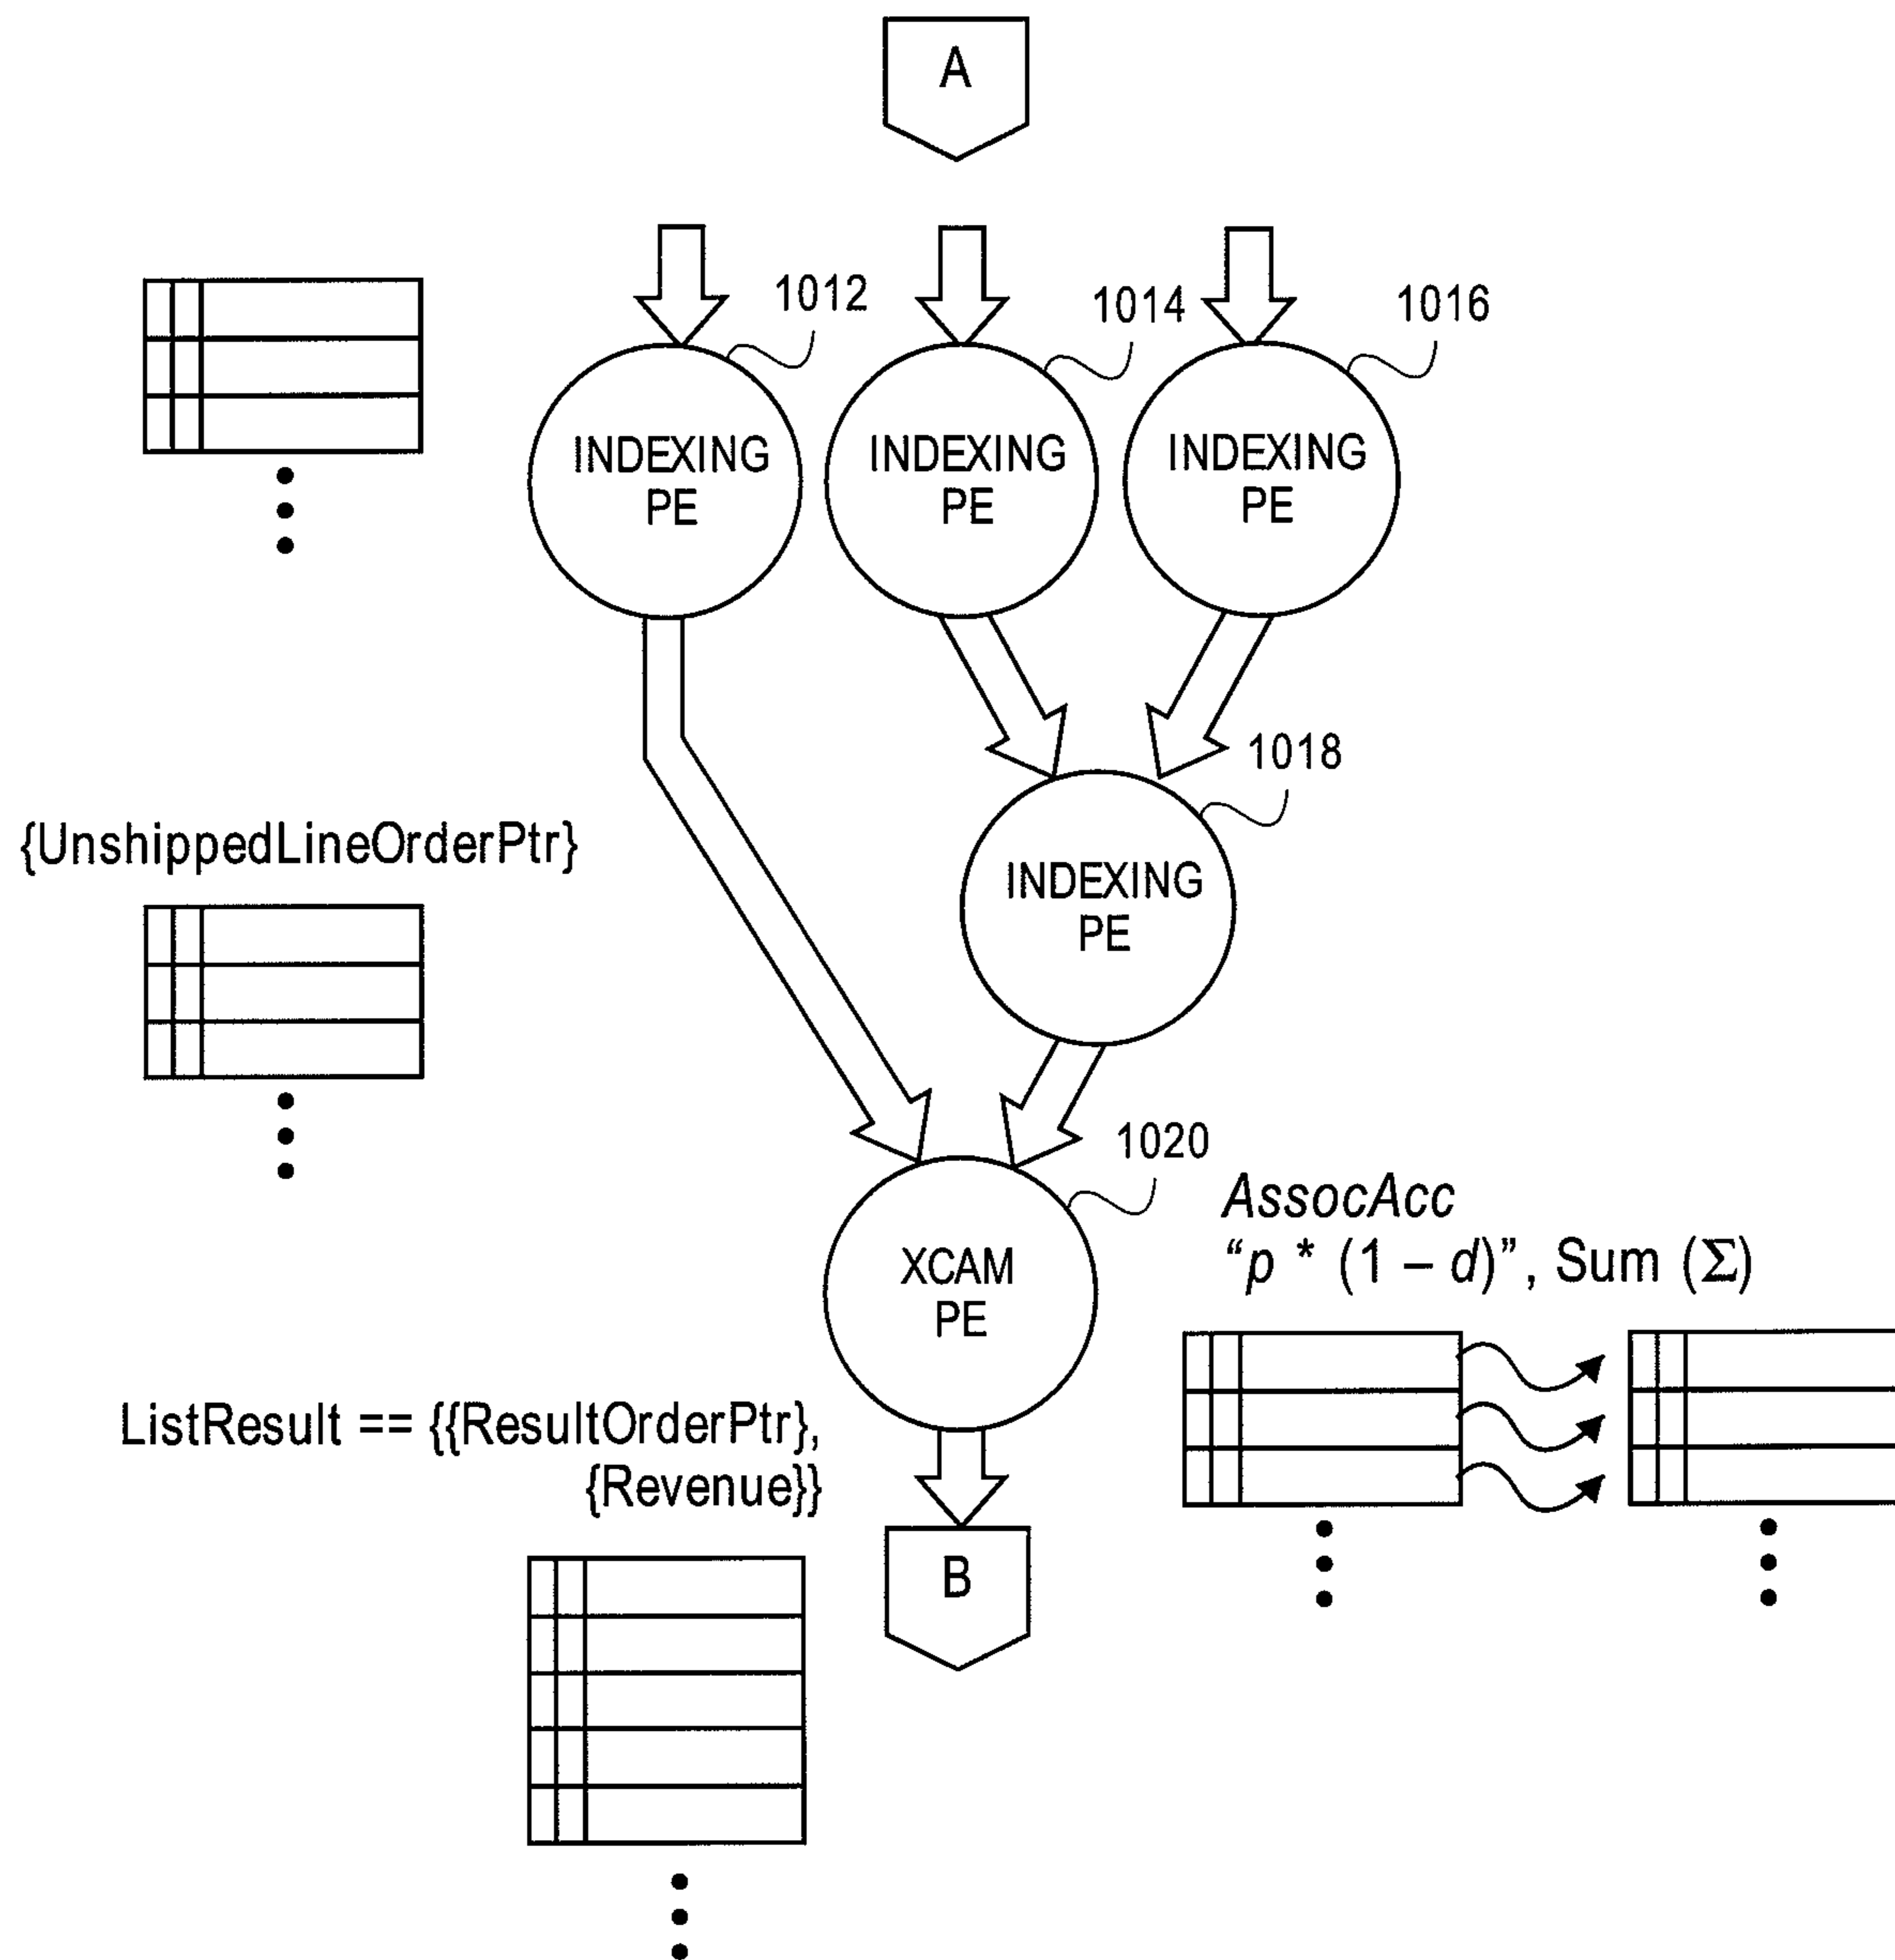 A
1012
1014
1016
INDEXING
PE
INDEXING
PE
INDEXING
PE
1018
{UnshippedLineOrderPtr}
INDEXING
PE
1020
XCAM
PE
AssocAcc
“p * (1 – d)”, Sum (Σ)
ListResult == {{ResultOrderPtr},
{Revenue}}
B